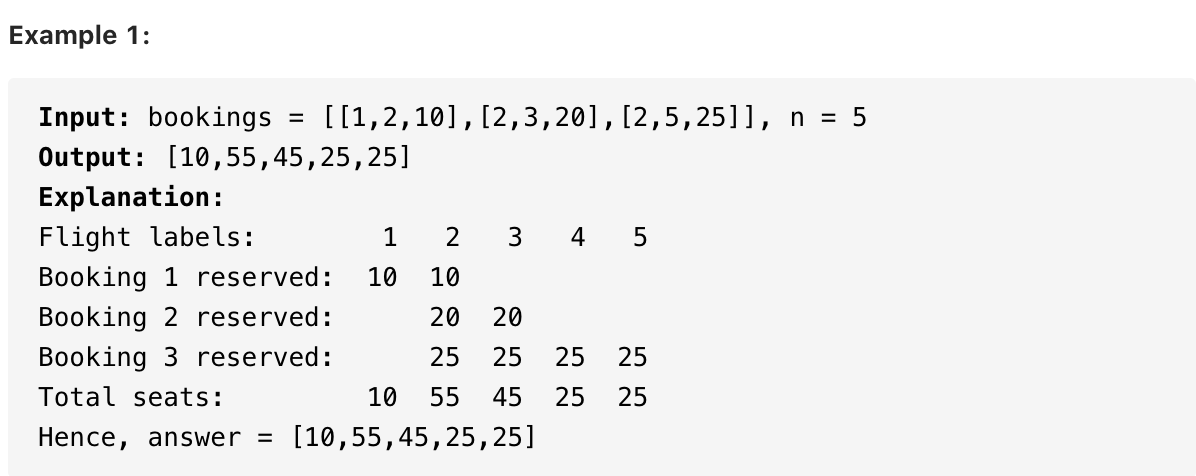 Example 1:
Input: bookings = [[1,2,10],[2,3,20],[2,5,25]], n = 5
Output: [10,55,45,25,25]
Explanation:
Flight labels:        1   2   3   4   5
Booking 1 reserved:  10  10
Booking 2 reserved:      20  20
Booking 3 reserved:      25  25  25  25
Total seats:         10  55  45  25  25
Hence, answer = [10,55,45,25,25]